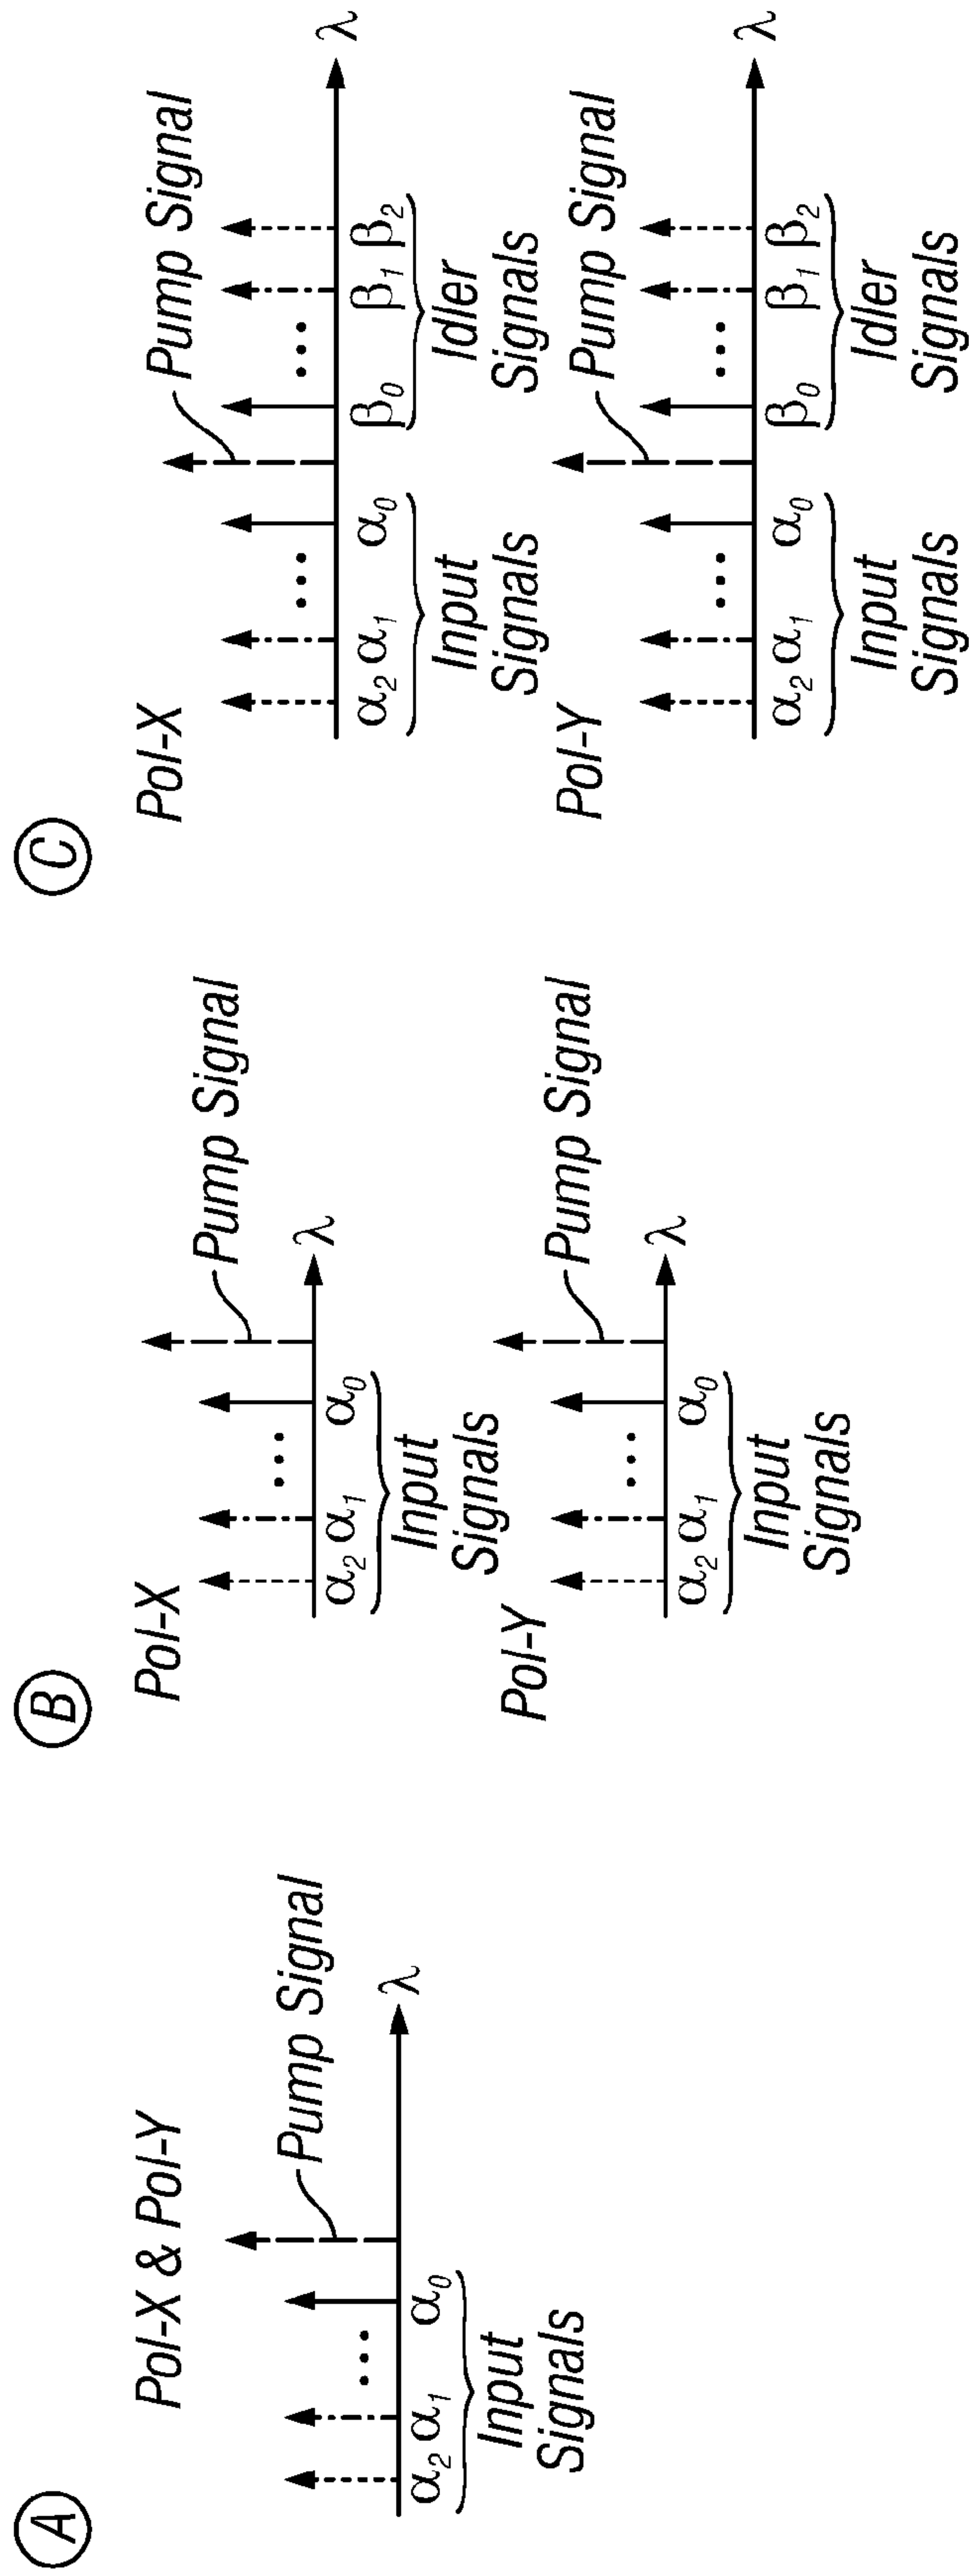 A
Pol-X & Pol-Y
Pump Signal
λ
α₂ α₁ α₀
Input
Signals
B
Pol-X
Pump Signal
λ
α₂ α₁ α₀
Input
Signals
Pol-Y
Pump Signal
λ
α₂ α₁ α₀
Input
Signals
C
Pol-X
Pump Signal
λ
α₂ α₁ α₀ β₀ β₁ β₂
Input Idler
Signals Signals
Pol-Y
Pump Signal
λ
α₂ α₁ α₀ β₀ β₁ β₂
Input Idler
Signals Signals